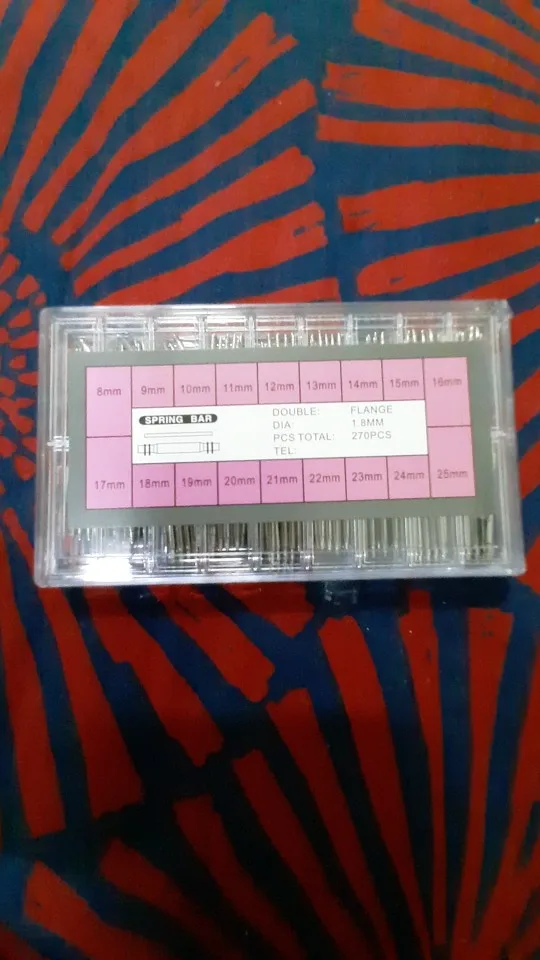 8mm 9mm 10mm 11mm 12mm 13mm 14mm 15mm 16mm
SPRING BAR
DOUBLE: FLANGE
DIA: 1.8MM
PCS TOTAL: 270PCS
TEL:
17mm 18mm 19mm 20mm 21mm 22mm 23mm 24mm 25mm